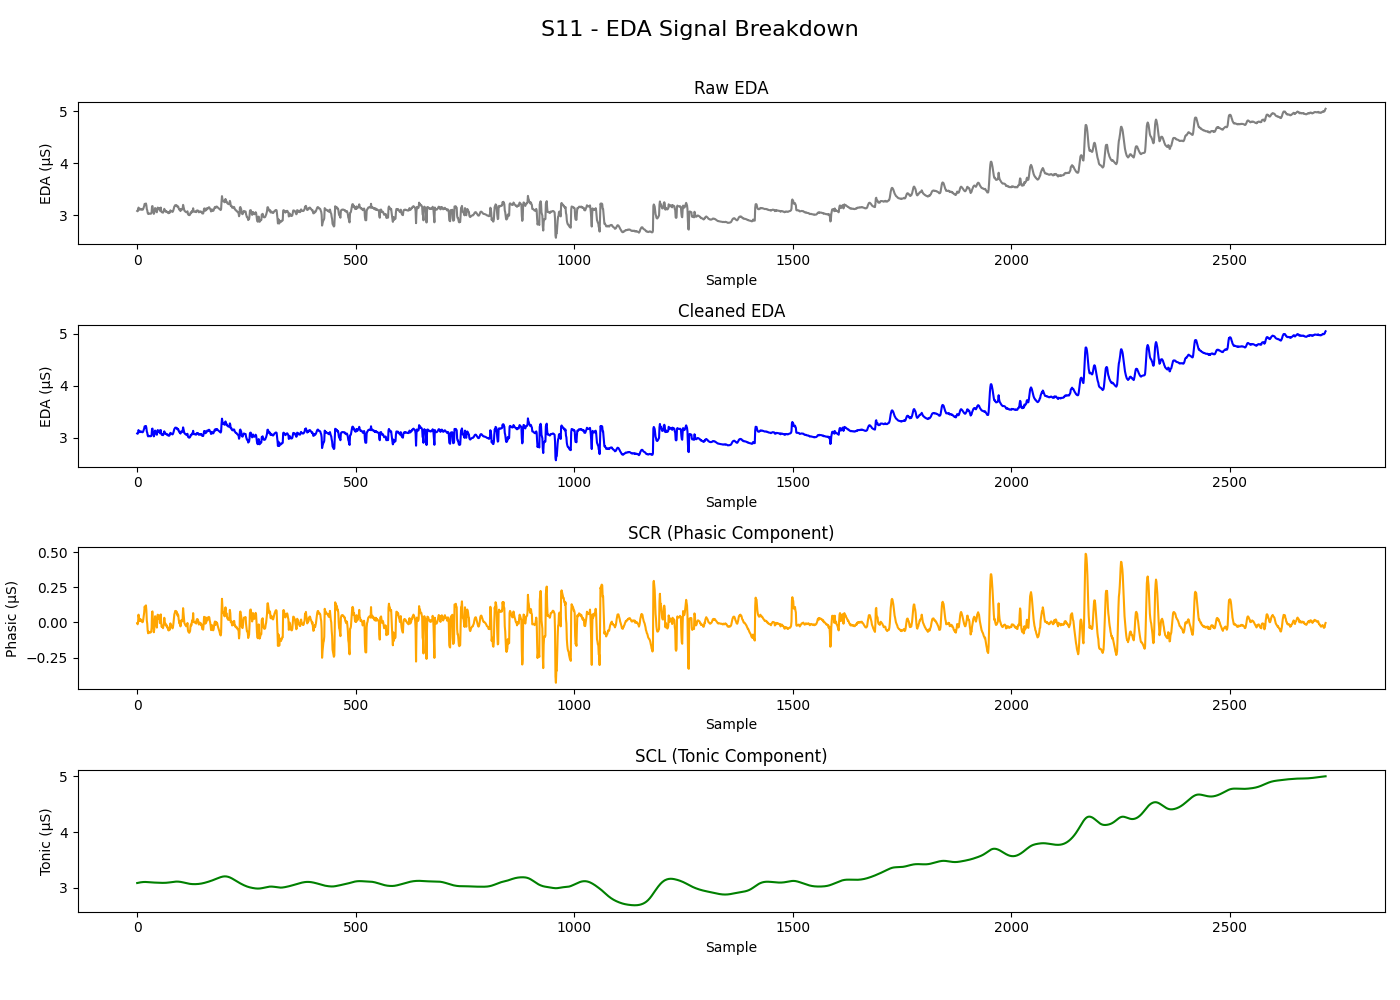 S11 - EDA Signal Breakdown
Raw EDA
EDA (µS)
5
4
3
0 500 1000 1500 2000 2500
Sample
Cleaned EDA
EDA (µS)
5
4
3
0 500 1000 1500 2000 2500
Sample
SCR (Phasic Component)
Phasic (µS)
0.50
0.25
0.00
−0.25
0 500 1000 1500 2000 2500
Sample
SCL (Tonic Component)
Tonic (µS)
5
4
3
0 500 1000 1500 2000 2500
Sample